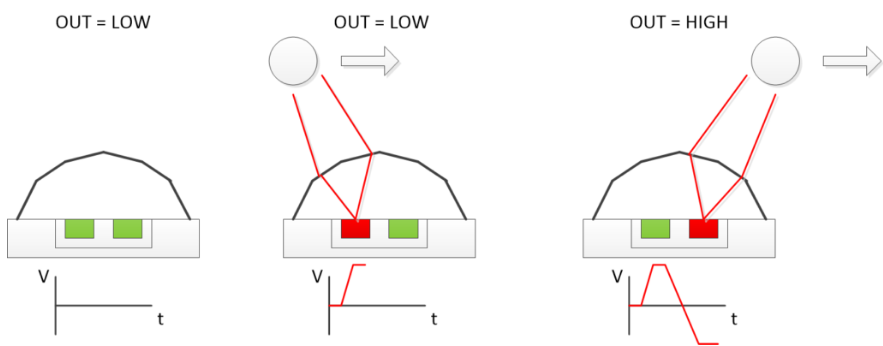 OUT = LOW
OUT = LOW
OUT = HIGH
V
t
V
t
V
t